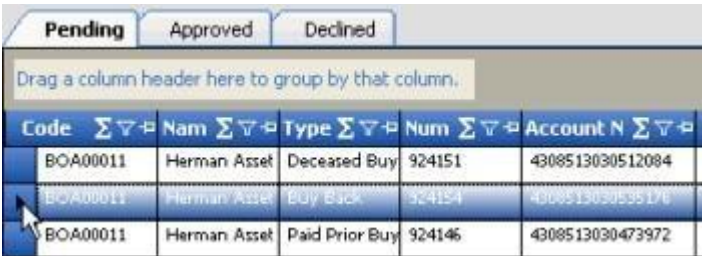 Pending Approved Declined
Drag a column header here to group by that column.
Code Σ Nam Σ Type Σ Num Σ Account N Σ
BOA00011 Herman Asset Deceased Buy 924151 4308513030512084
BOA00011 Herman Asset Buy Back 924154
BOA00011 Herman Asset Paid Prior Buy 924146 4308513030473972